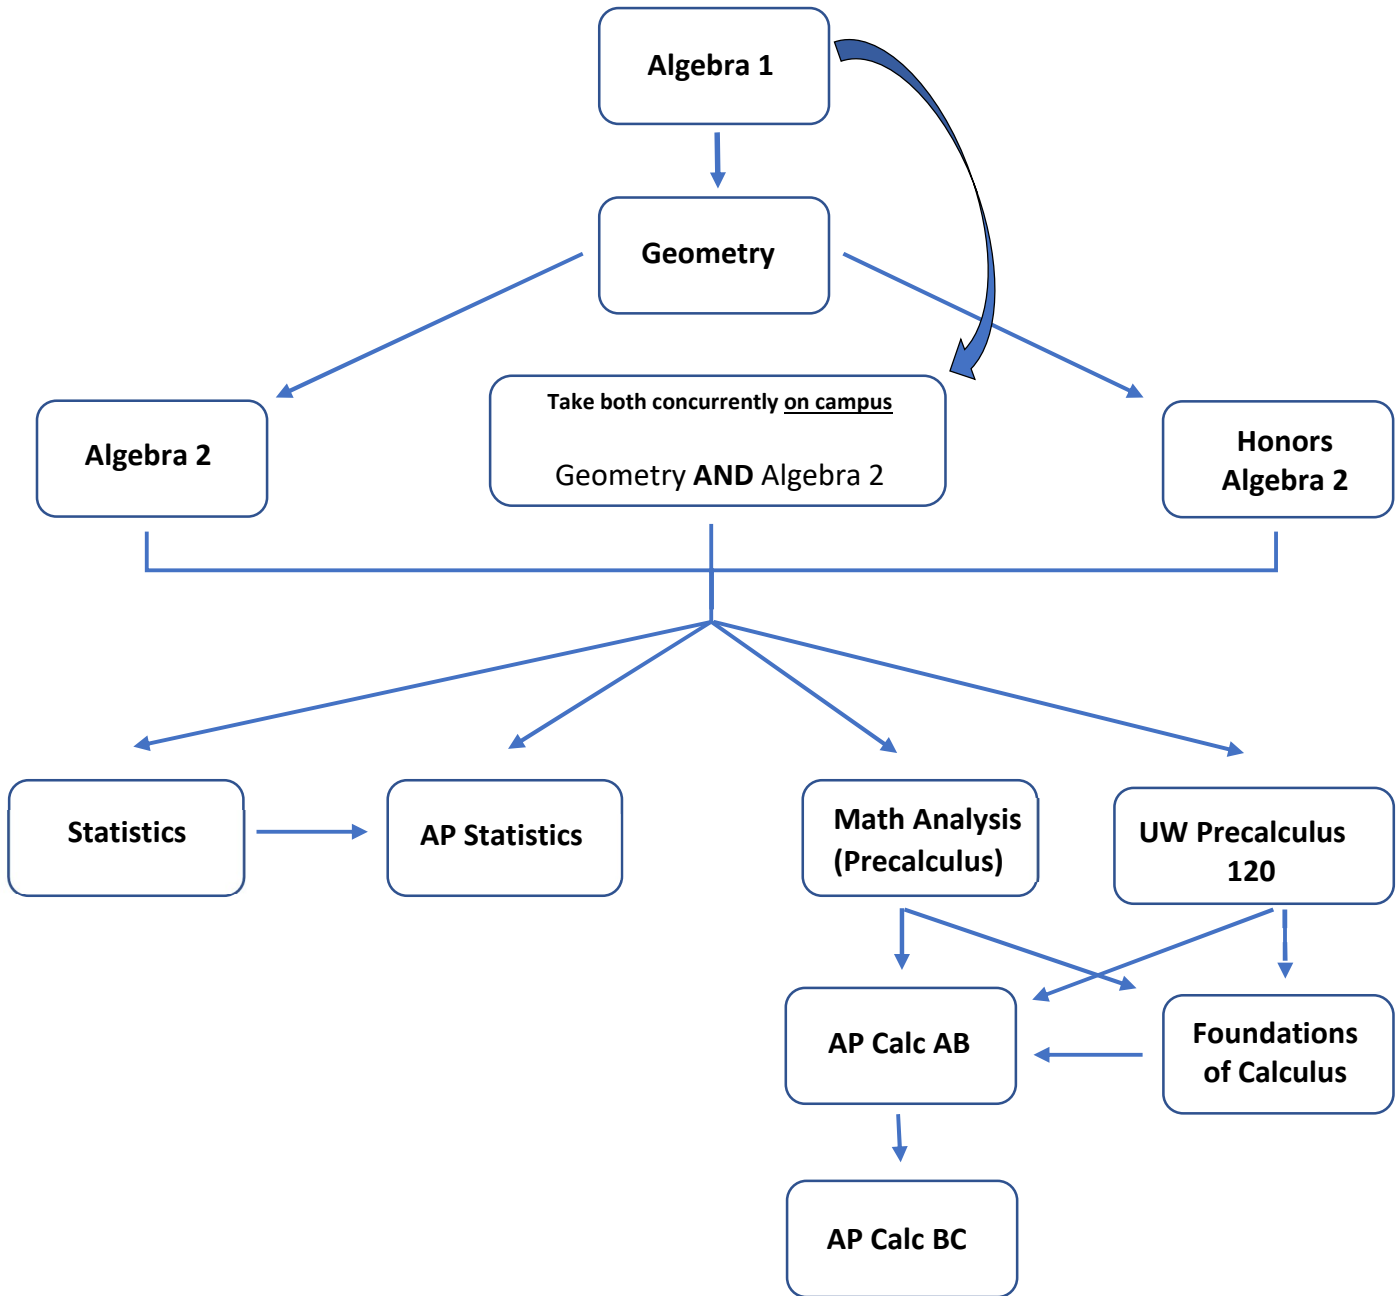 Algebra 1
Geometry
Take both concurrently on campus
Algebra 2
Geometry AND Algebra 2
Honors
Algebra 2
Statistics
AP Statistics
Math Analysis
(Precalculus)
UW Precalculus
120
AP Calc AB
Foundations
of Calculus
AP Calc BC